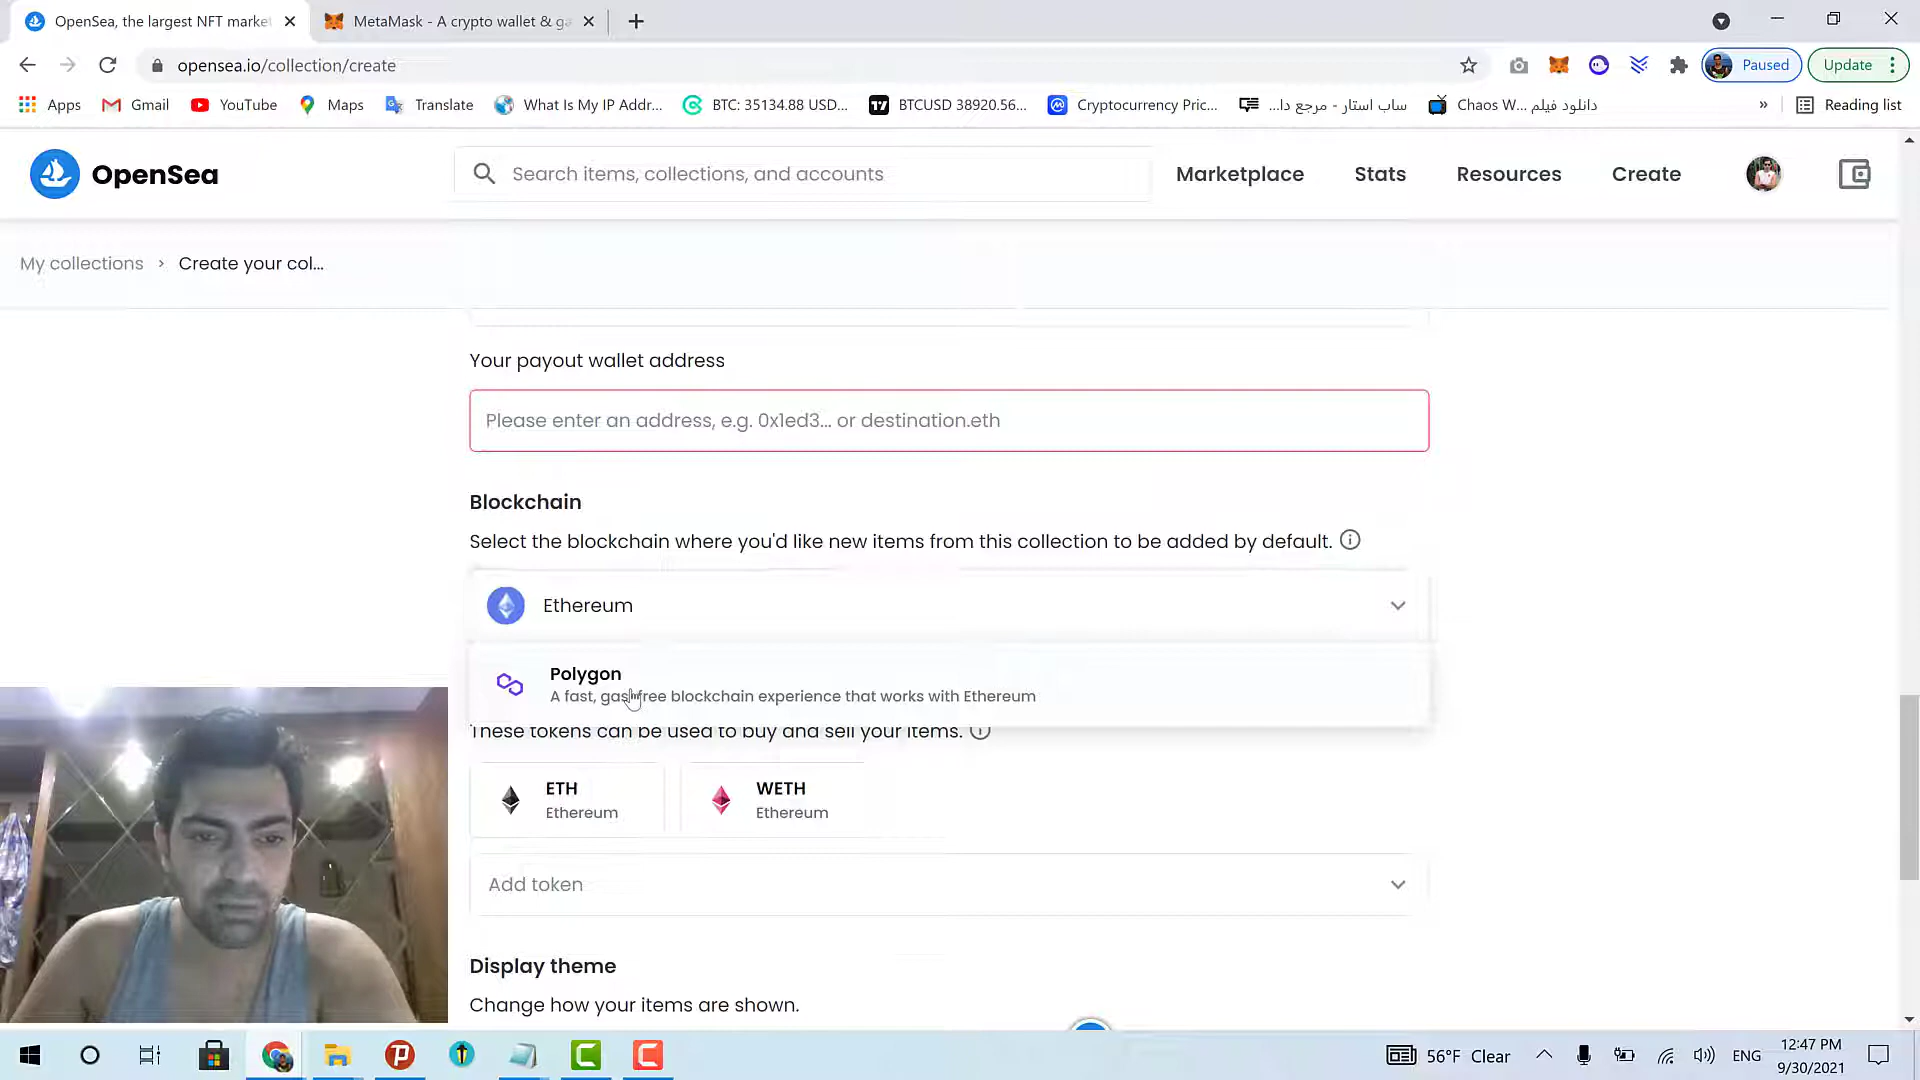 OpenSea, the largest NFT marke
MetaMask - A crypto wallet & ga
opensea.io/collection/create
Paused
Update
Apps
Gmail
YouTube
Maps
Translate
What Is My IP Addr...
BTC: 35134.88 USD...
BTCUSD 38920.56...
Cryptocurrency Pric...
ساب استار - مرجع دا...
دانلود فیلم Chaos W...
»
Reading list
OpenSea
Search items, collections, and accounts
Marketplace
Stats
Resources
Create
My collections > Create your col...
Your payout wallet address
Please enter an address, e.g. 0x1ed3... or destination.eth
Blockchain
Select the blockchain where you'd like new items from this collection to be added by default.
Ethereum
Polygon
A fast, gas-free blockchain experience that works with Ethereum
These tokens can be used to buy and sell your items.
ETH
Ethereum
WETH
Ethereum
Add token
Display theme
Change how your items are shown.
56°F Clear
ENG
12:47 PM
9/30/2021